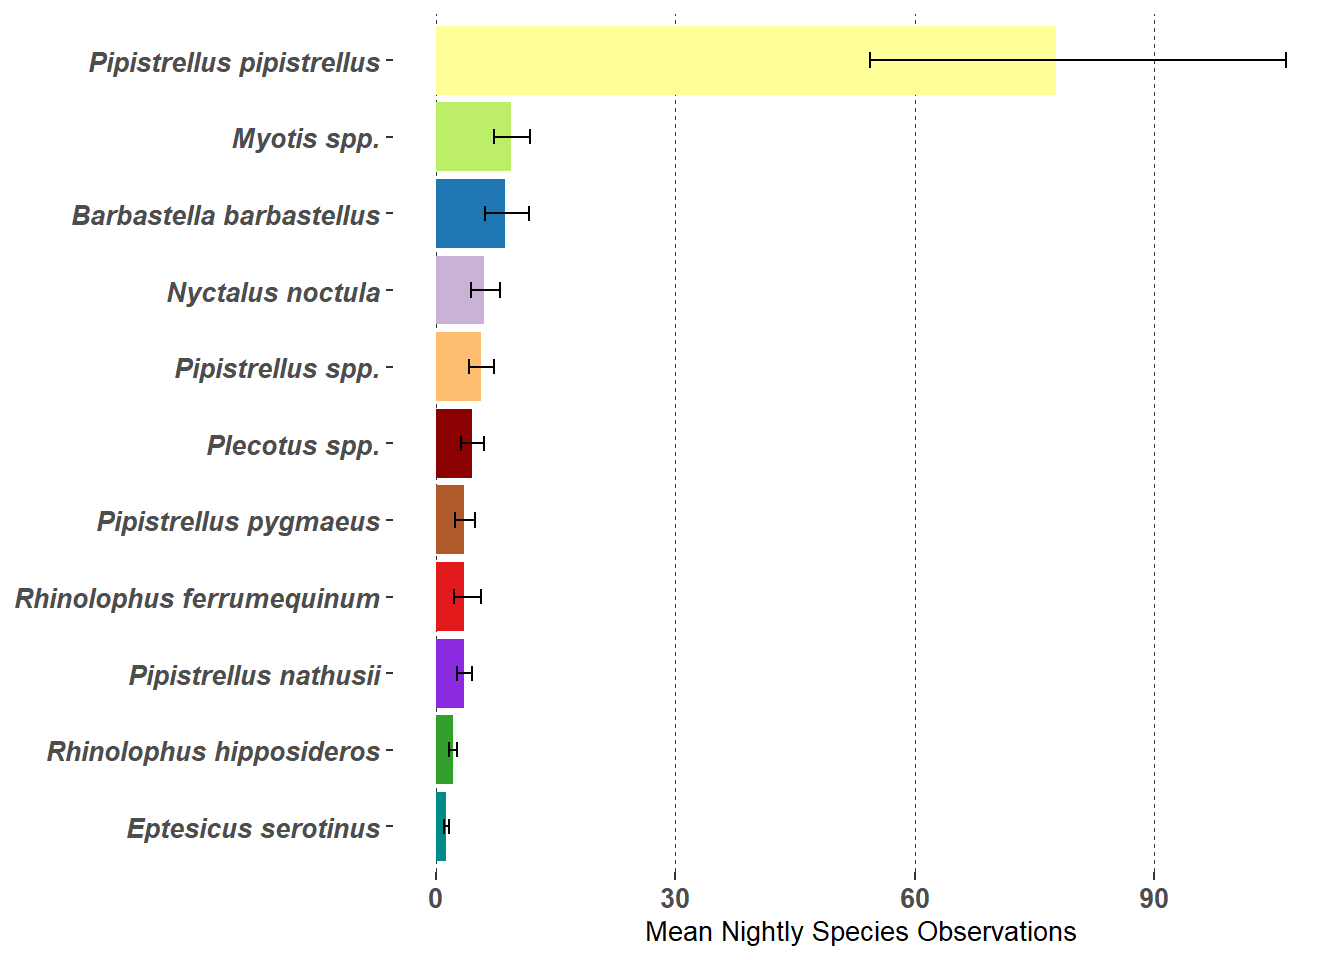 Pipistrellus pipistrellus
Myotis spp.
Barbastella barbastellus
Nyctalus noctula
Pipistrellus spp.
Plecotus spp.
Pipistrellus pygmaeus
Rhinolophus ferrumequinum
Pipistrellus nathusii
Rhinolophus hipposideros
Eptesicus serotinus
0 30 60 90
Mean Nightly Species Observations